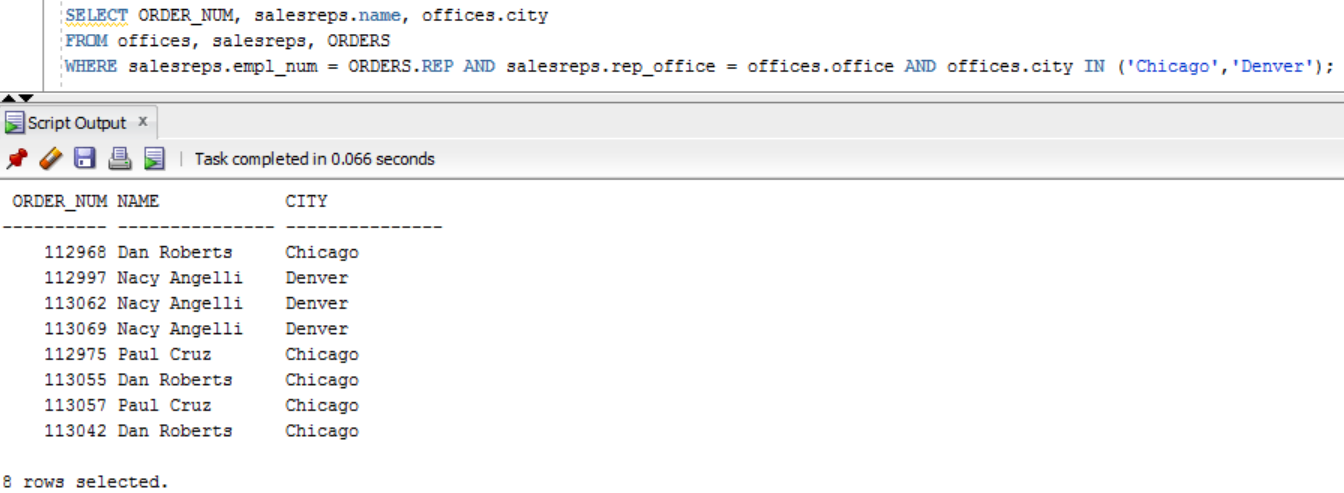 SELECT ORDER_NUM, salesreps.name, offices.city
FROM offices, salesreps, ORDERS
WHERE salesreps.empl_num = ORDERS.REP AND salesreps.rep_office = offices.office AND offices.city IN ('Chicago','Denver');
Script Output x
Task completed in 0.066 seconds
ORDER_NUM NAME            CITY
---------- --------------- ---------------
    112968 Dan Roberts     Chicago
    112997 Nacy Angelli    Denver
    113062 Nacy Angelli    Denver
    113069 Nacy Angelli    Denver
    112975 Paul Cruz       Chicago
    113055 Dan Roberts     Chicago
    113057 Paul Cruz       Chicago
    113042 Dan Roberts     Chicago
8 rows selected.